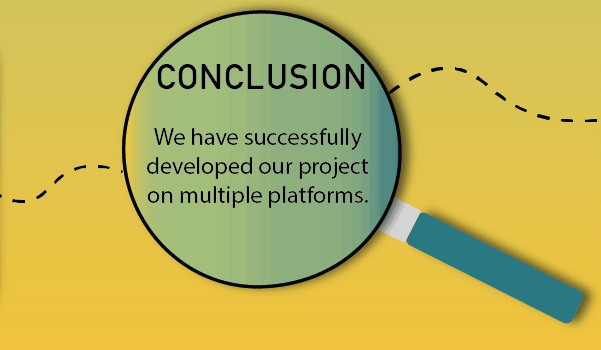 CONCLUSION
We have successfully
developed our project
on multiple platforms.